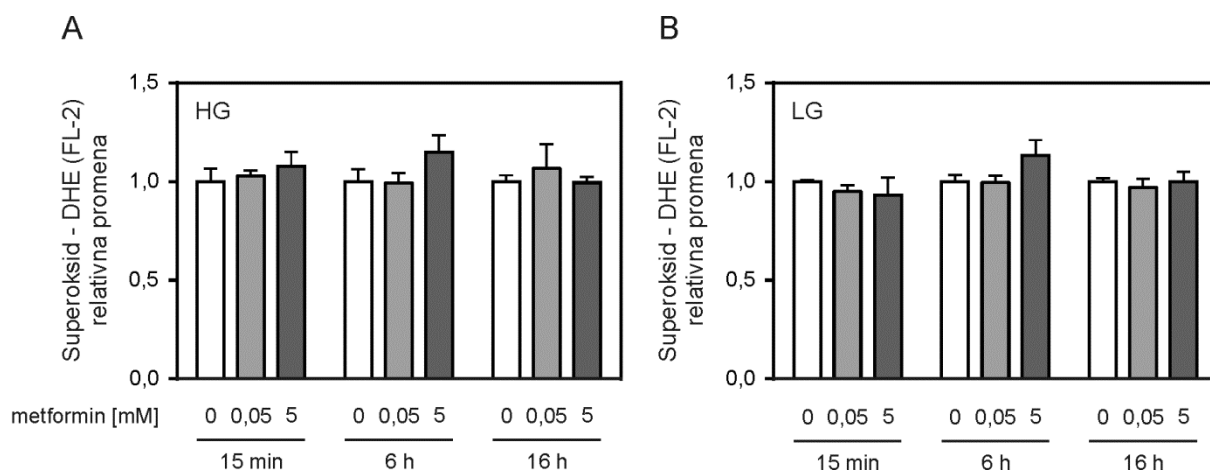 A
Superoksid - DHE (FL-2)
relativna promena
1,5
1,0
0,5
0,0
HG
metformin [mM] 0 0,05 5 0 0,05 5 0 0,05 5
15 min 6 h 16 h
B
Superoksid - DHE (FL-2)
relativna promena
1,5
1,0
0,5
0,0
LG
0 0,05 5 0 0,05 5 0 0,05 5
15 min 6 h 16 h